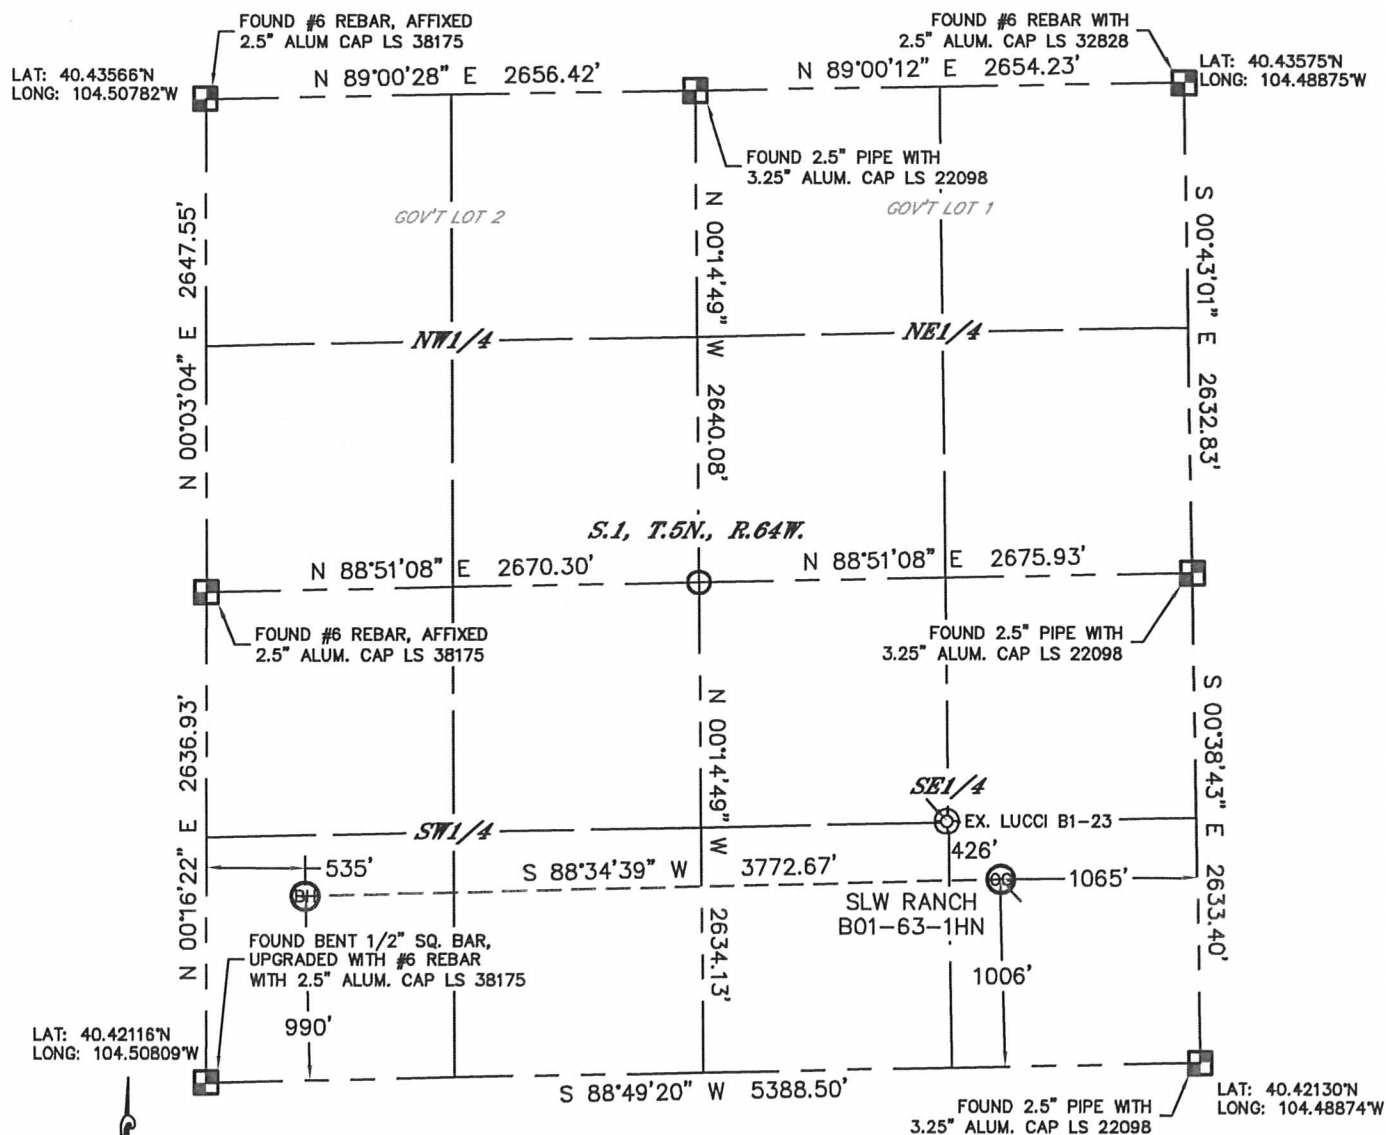 FOUND #6 REBAR, AFFIXED
2.5" ALUM CAP LS 38175
FOUND #6 REBAR WITH
2.5" ALUM. CAP LS 32828
LAT: 40.43566°N
LONG: 104.50782°W
N 89°00'28" E 2656.42'
N 89°00'12" E 2654.23'
LAT: 40.43575°N
LONG: 104.48875°W
FOUND 2.5" PIPE WITH
3.25" ALUM. CAP LS 22098
GOV'T LOT 2
GOV'T LOT 1
N 00°03'04" E 2647.55'
N 00°14'49" W 2640.08'
S 00°43'01" E 2632.83'
NW1/4
NE1/4
S.1, T.5N., R.64W.
N 88°51'08" E 2670.30'
N 88°51'08" E 2675.93'
FOUND #6 REBAR, AFFIXED
2.5" ALUM. CAP LS 38175
FOUND 2.5" PIPE WITH
3.25" ALUM. CAP LS 22098
N 00°16'22" E 2636.93'
N 00°14'49" W 2634.13'
S 00°38'43" E 2633.40'
SE1/4
SW1/4
EX. LUCCI B1-23
426'
535'
S 88°34'39" W 3772.67'
BH
OG
1065'
SLW RANCH
B01-63-1HN
FOUND BENT 1/2" SQ. BAR,
UPGRADED WITH #6 REBAR
WITH 2.5" ALUM. CAP LS 38175
1006'
990'
LAT: 40.42116°N
LONG: 104.50809°W
S 88°49'20" W 5388.50'
FOUND 2.5" PIPE WITH
3.25" ALUM. CAP LS 22098
LAT: 40.42130°N
LONG: 104.48874°W